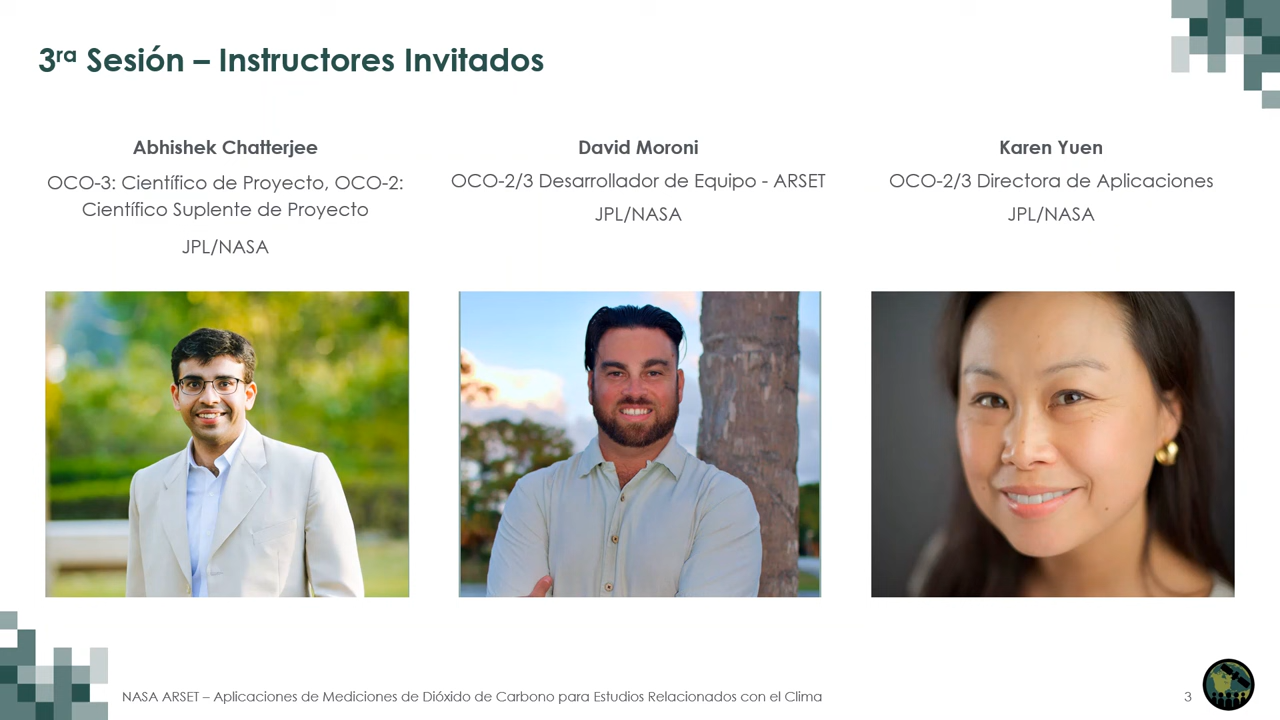 3ra Sesión – Instructores Invitados
Abhishek Chatterjee
OCO-3: Científico de Proyecto, OCO-2:
Científico Suplente de Proyecto
JPL/NASA
David Moroni
OCO-2/3 Desarrollador de Equipo - ARSET
JPL/NASA
Karen Yuen
OCO-2/3 Directora de Aplicaciones
JPL/NASA
NASA ARSET – Aplicaciones de Mediciones de Dióxido de Carbono para Estudios Relacionados con el Clima
3